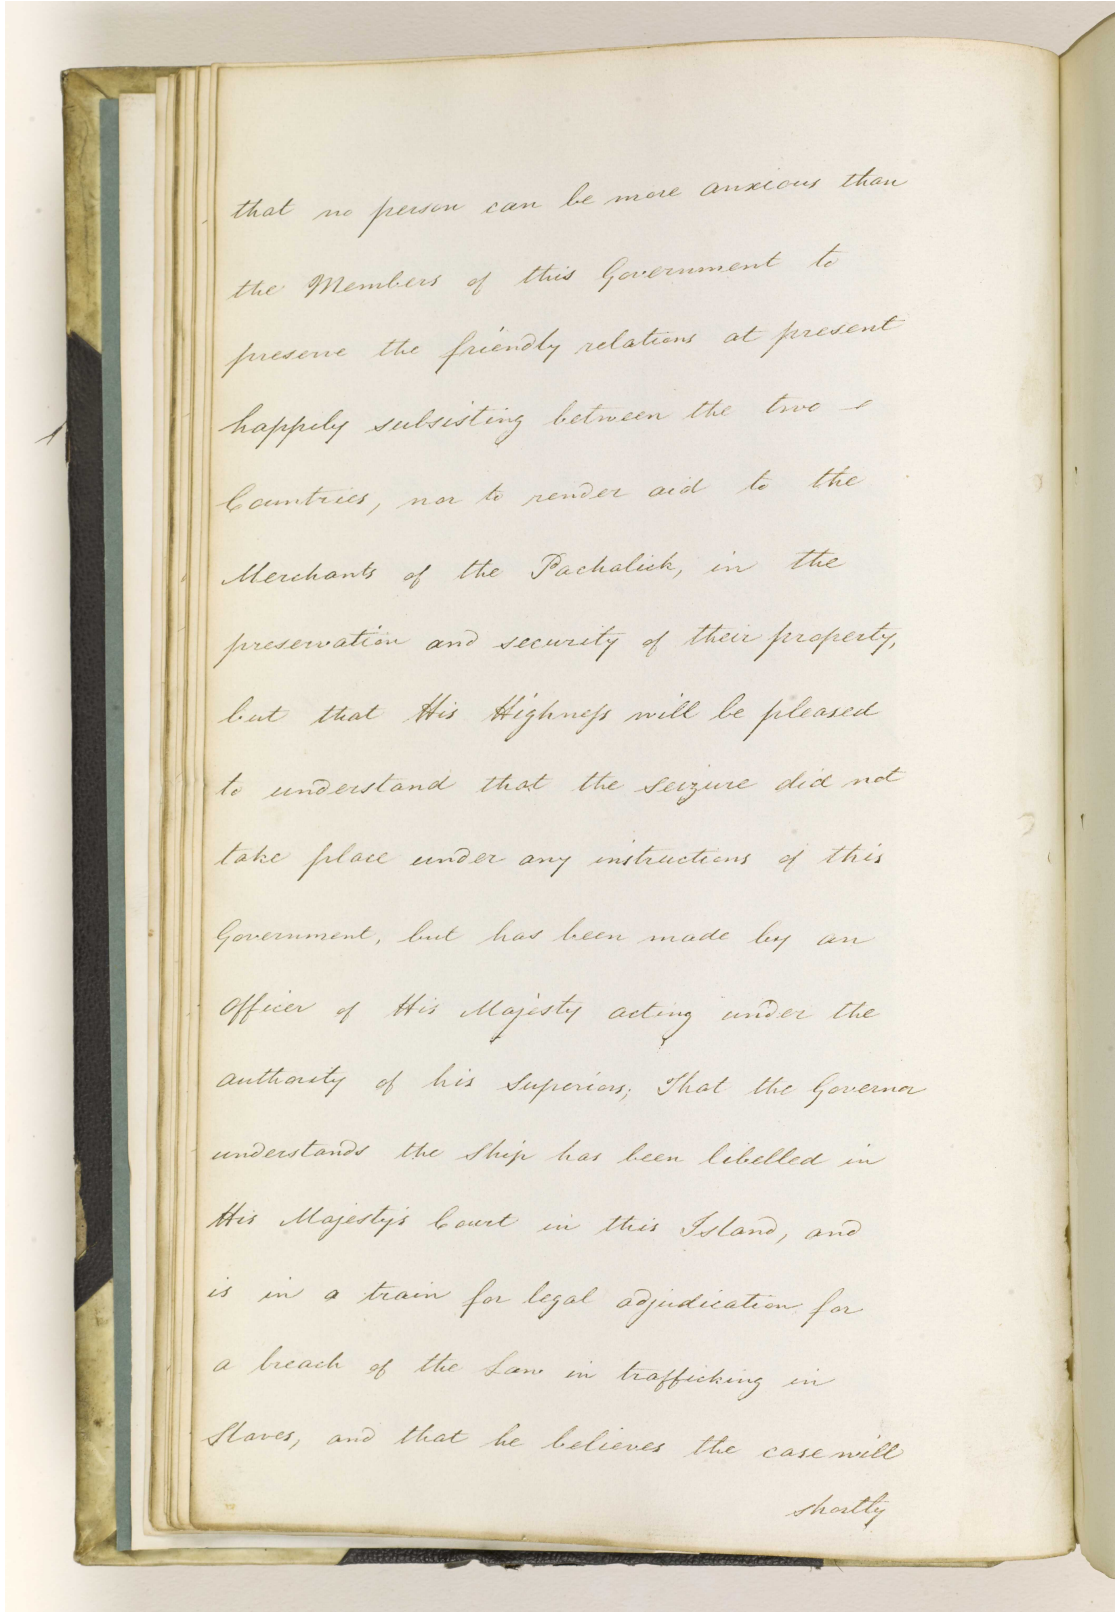 that no person can be more anxious than
the Members of this Government to
preserve the friendly relations at present
happily subsisting between the two
Countries, nor to render aid to the
Merchants of the Pachalick, in the
preservation and security of their property,
but that His Highness will be pleased
to understand that the seizure did not
take place under any instructions of this
Government, but has been made by an
Officer of His Majesty acting under the
authority of his Superiors; That the Governor
understands the Ship has been libelled in
His Majesty's Court in this Island, and
is in a train for legal adjudication for
a breach of the Law in trafficking in
Slaves, and that he believes the case will
shortly